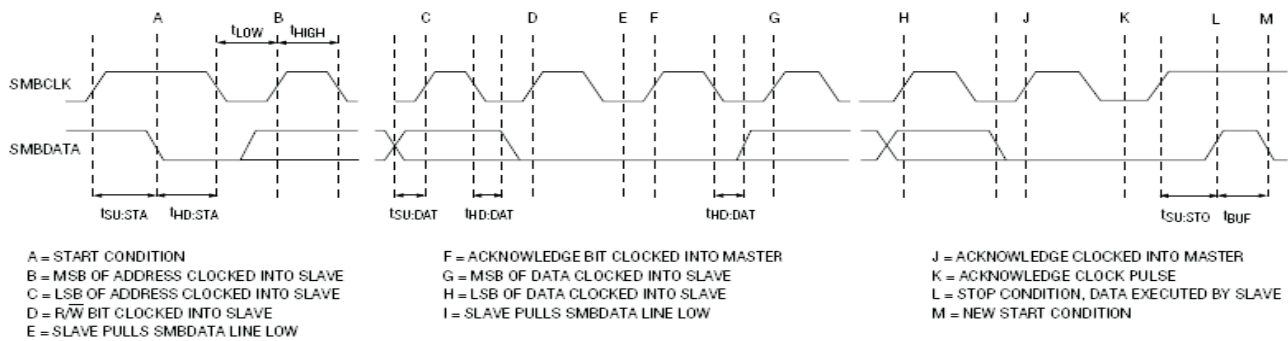 A B C D E F G H I J K L M
tLOW tHIGH
SMBCLK
SMBDATA
tSU:STA tHD:STA tSU:DAT tHD:DAT tHD:DAT tSU:STO tBUF
A = START CONDITION
B = MSB OF ADDRESS CLOCKED INTO SLAVE
C = LSB OF ADDRESS CLOCKED INTO SLAVE
D = R/W̅ BIT CLOCKED INTO SLAVE
E = SLAVE PULLS SMBDATA LINE LOW
F = ACKNOWLEDGE BIT CLOCKED INTO MASTER
G = MSB OF DATA CLOCKED INTO SLAVE
H = LSB OF DATA CLOCKED INTO SLAVE
I = SLAVE PULLS SMBDATA LINE LOW
J = ACKNOWLEDGE CLOCKED INTO MASTER
K = ACKNOWLEDGE CLOCK PULSE
L = STOP CONDITION, DATA EXECUTED BY SLAVE
M = NEW START CONDITION